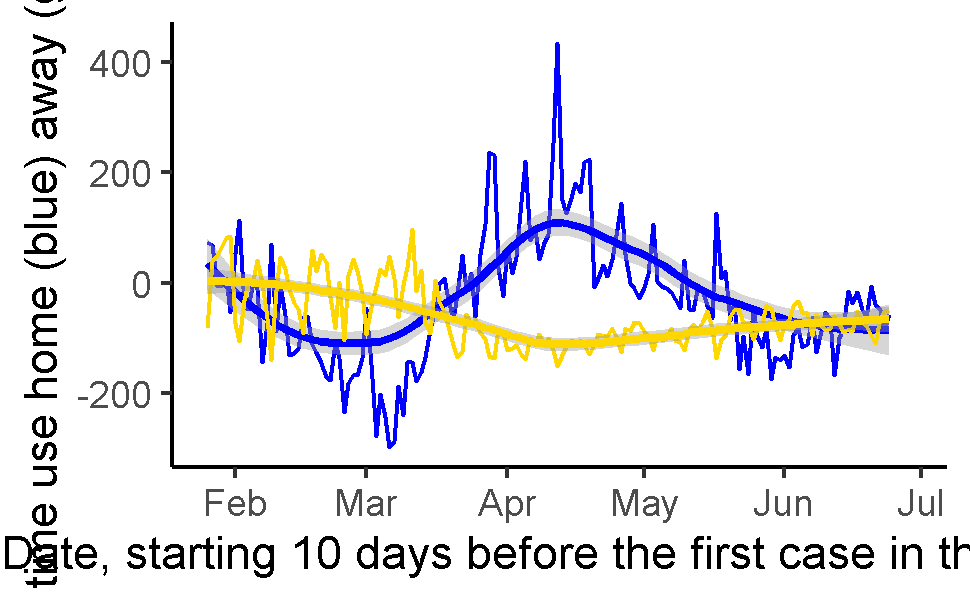 time use home (blue) away (
400
200
0
-200
Feb Mar Apr May Jun Jul
Date, starting 10 days before the first case in th